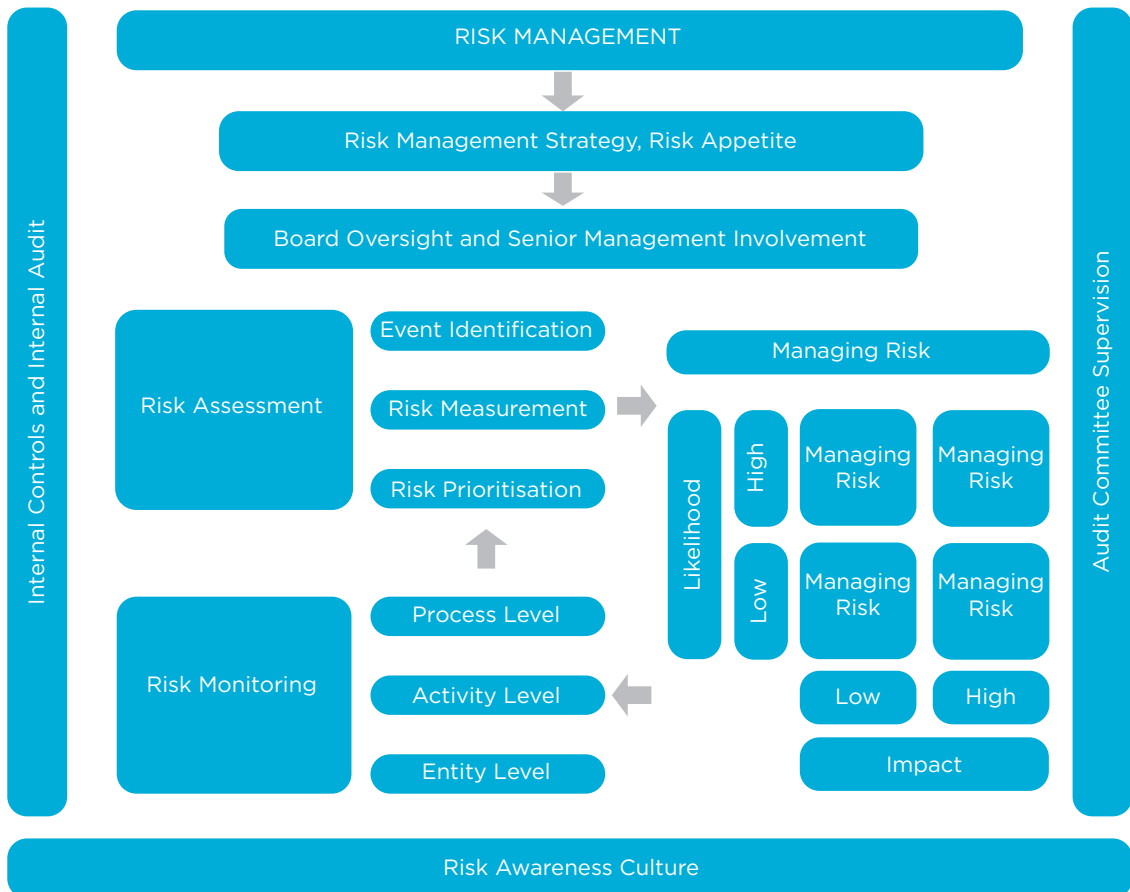 RISK MANAGEMENT
Risk Management Strategy, Risk Appetite
Board Oversight and Senior Management Involvement
Internal Controls and Internal Audit
Risk Assessment
Event Identification
Risk Measurement
Risk Prioritisation
Risk Monitoring
Process Level
Activity Level
Entity Level
Managing Risk
Likelihood
High
Managing
Risk
Managing
Risk
Low
Managing
Risk
Managing
Risk
Low
High
Impact
Audit Committee Supervision
Risk Awareness Culture